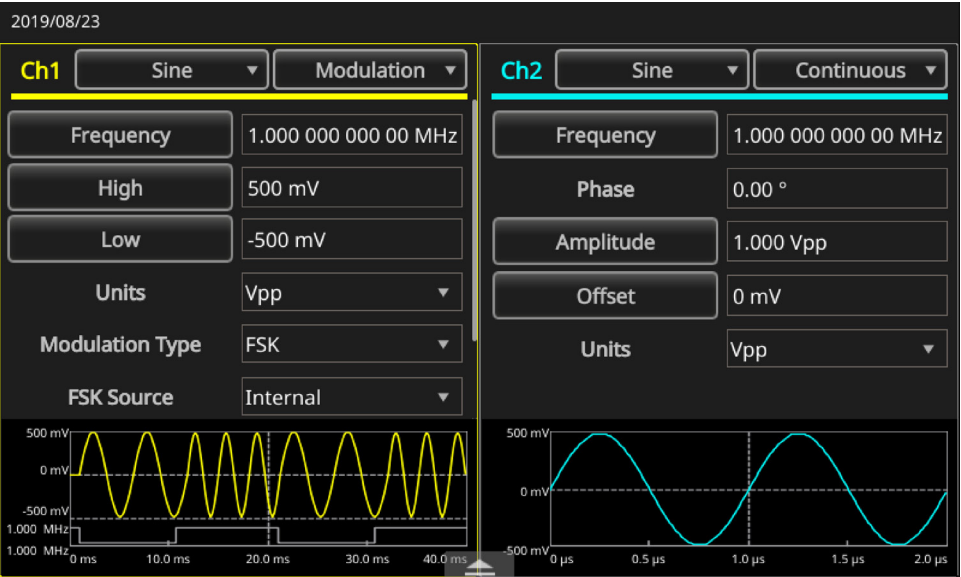 2019/08/23
Ch1 Sine Modulation
Frequency 1.000 000 000 00 MHz
High 500 mV
Low -500 mV
Units Vpp
Modulation Type FSK
FSK Source Internal
500 mV
0 mV
-500 mV
1.000 MHz
1.000 MHz
0 ms 10.0 ms 20.0 ms 30.0 ms 40.0 ms
Ch2 Sine Continuous
Frequency 1.000 000 000 00 MHz
Phase 0.00 °
Amplitude 1.000 Vpp
Offset 0 mV
Units Vpp
500 mV
0 mV
-500 mV
0 µs 0.5 µs 1.0 µs 1.5 µs 2.0 µs